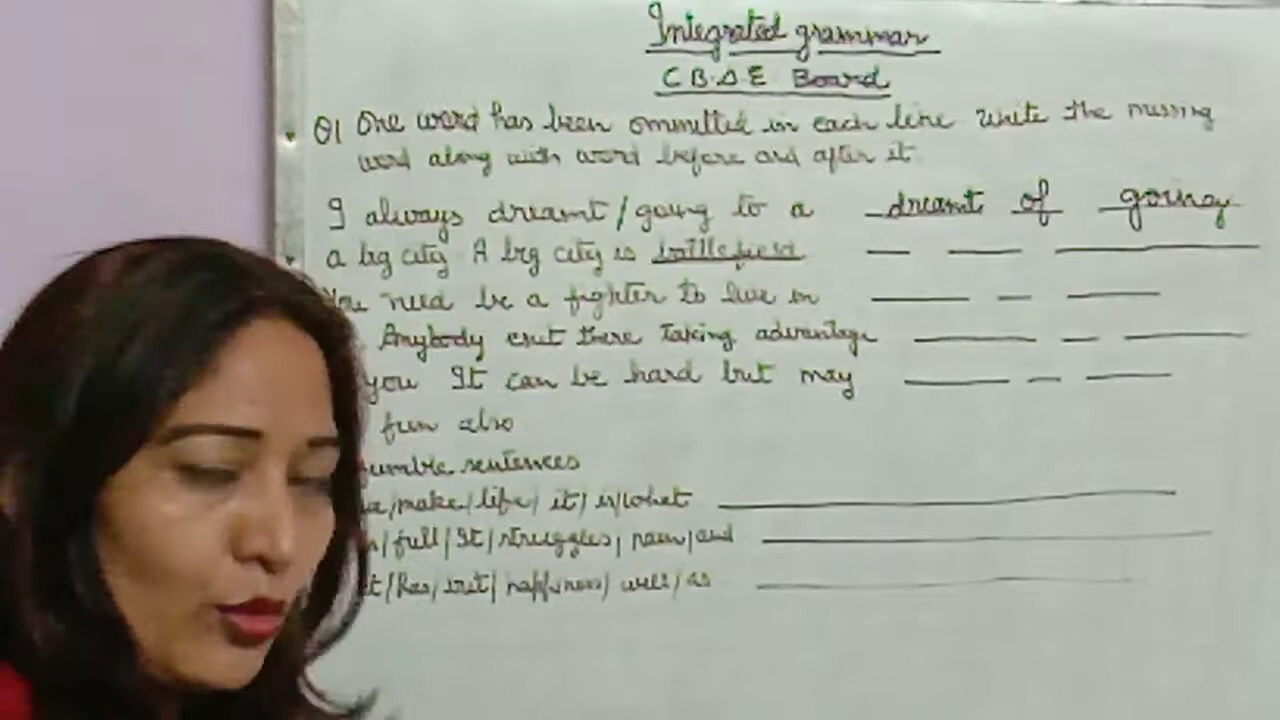 Integrated grammar
C B.S.E Board
Q1 One word has been ommitted in each line write the missing
word along with word before and after it.
I always dreamt/going to a dreamt of going
a big city. A big city is battlefield
You need be a fighter to live in
Anybody out there taking advantage
you It can be hard but may
fun also
umble sentences
/make/life/ it/ is/what
/full/It/struggles, pain/and
/Has/ /happiness/ well/as